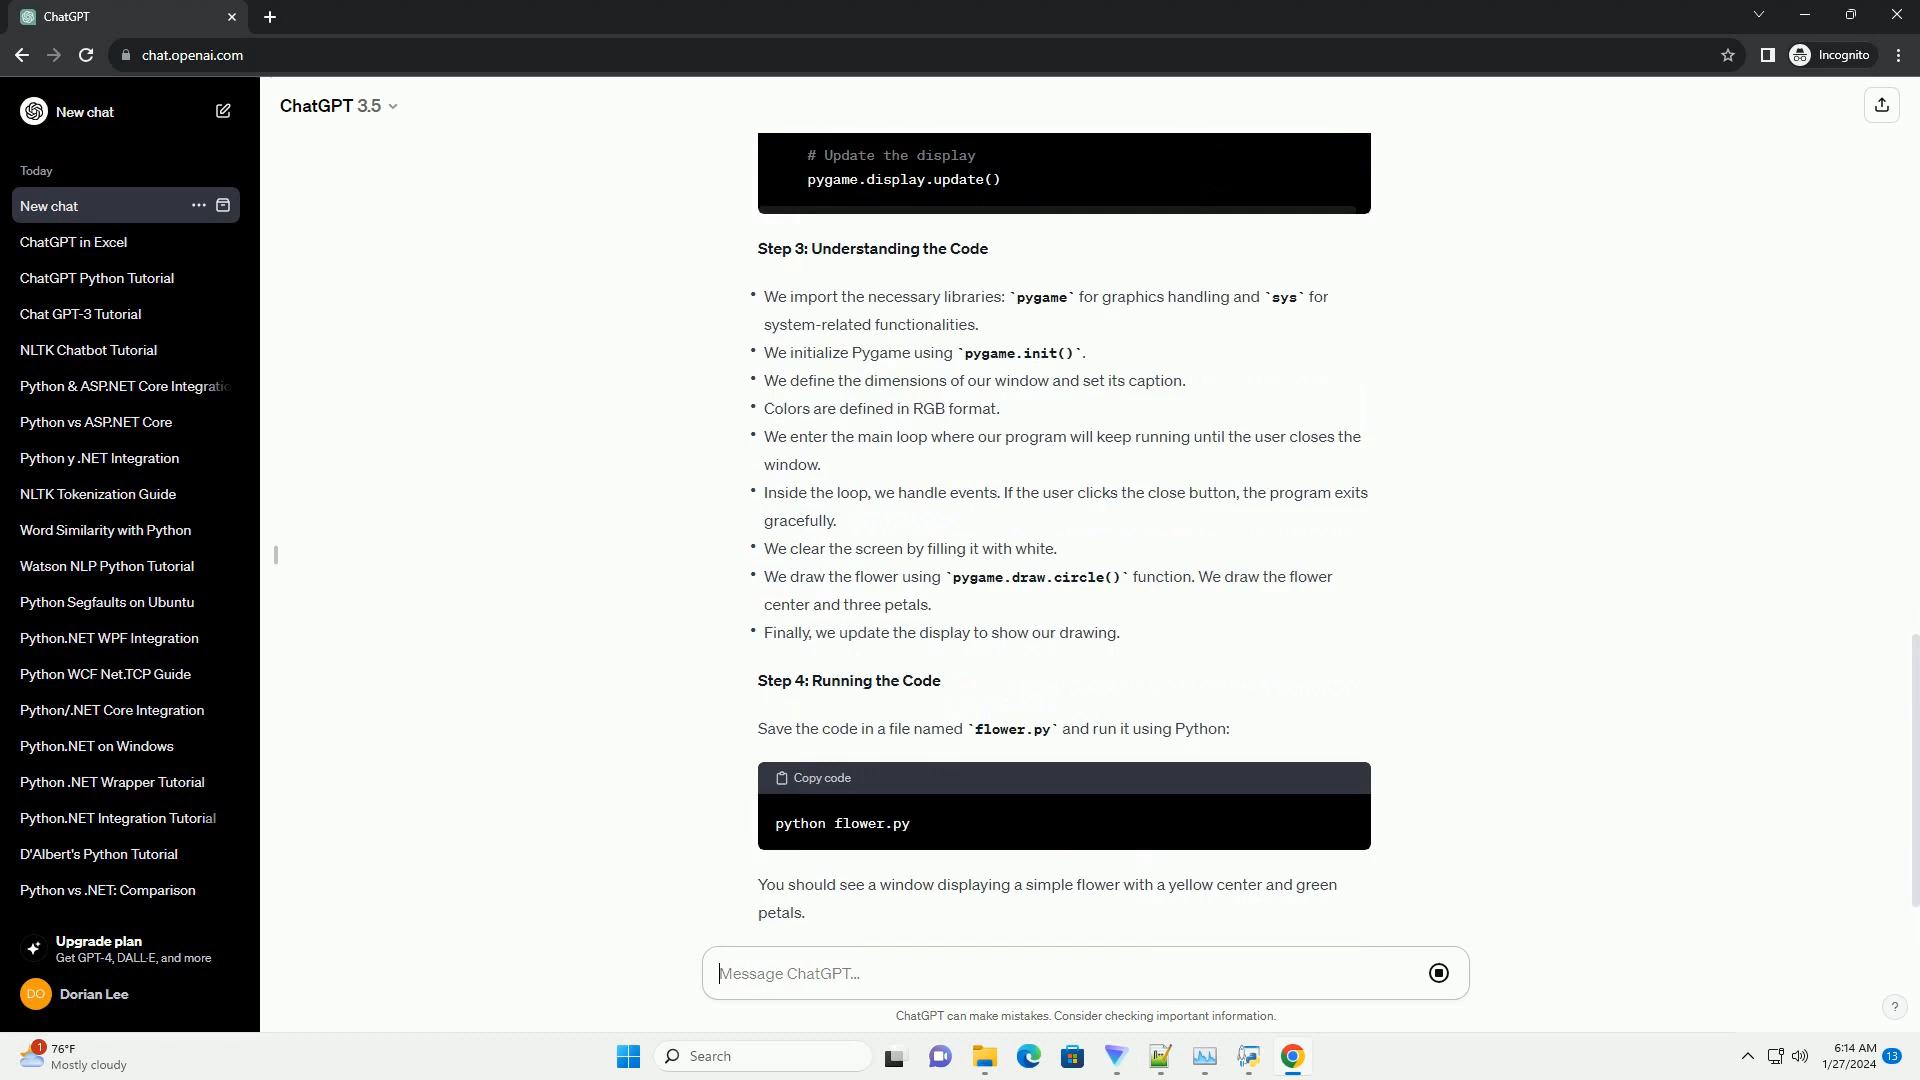 ChatGPT
chat.openai.com
Incognito
New chat
ChatGPT 3.5
Today
New chat
ChatGPT in Excel
ChatGPT Python Tutorial
Chat GPT-3 Tutorial
NLTK Chatbot Tutorial
Python & ASP.NET Core Integratio
Python vs ASP.NET Core
Python y .NET Integration
NLTK Tokenization Guide
Word Similarity with Python
Watson NLP Python Tutorial
Python Segfaults on Ubuntu
Python.NET WPF Integration
Python WCF Net.TCP Guide
Python/.NET Core Integration
Python.NET on Windows
Python .NET Wrapper Tutorial
Python.NET Integration Tutorial
D'Albert's Python Tutorial
Python vs .NET: Comparison
Upgrade plan
Get GPT-4, DALL·E, and more
DO
Dorian Lee
# Update the display
pygame.display.update()
Step 3: Understanding the Code
• We import the necessary libraries: `pygame` for graphics handling and `sys` for
system-related functionalities.
• We initialize Pygame using `pygame.init()`.
• We define the dimensions of our window and set its caption.
• Colors are defined in RGB format.
• We enter the main loop where our program will keep running until the user closes the
window.
• Inside the loop, we handle events. If the user clicks the close button, the program exits
gracefully.
• We clear the screen by filling it with white.
• We draw the flower using `pygame.draw.circle()` function. We draw the flower
center and three petals.
• Finally, we update the display to show our drawing.
Step 4: Running the Code
Save the code in a file named `flower.py` and run it using Python:
Copy code
python flower.py
You should see a window displaying a simple flower with a yellow center and green
petals.
Message ChatGPT...
ChatGPT can make mistakes. Consider checking important information.
?
1
76°F
Mostly cloudy
Search
6:14 AM
1/27/2024
13